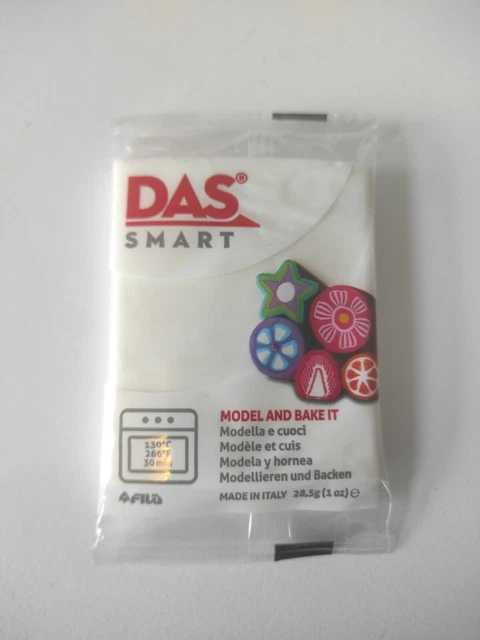 DAS®
SMART
MODEL AND BAKE IT
Modella e cuoci
Modèle et cuis
Modela y hornea
Modellieren und Backen
MADE IN ITALY 28,5g (1 oz) ℮
130°C
266°F
30 min
FILA